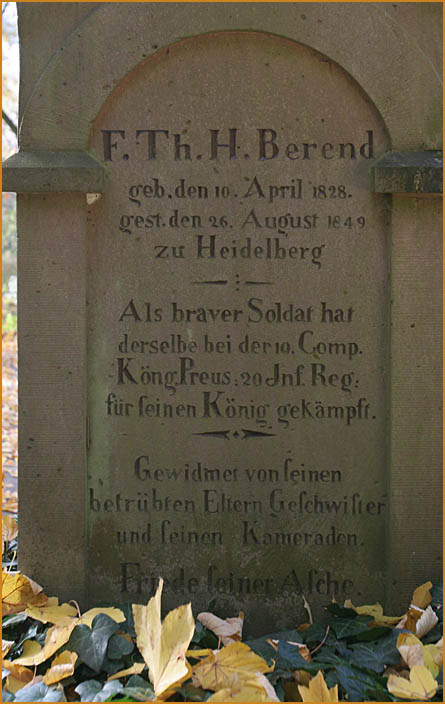 F. Th. H. Berend
geb. den 10. April 1828.
gest. den 26. August 1849
zu Heidelberg
Als braver Soldat hat
derselbe bei der 10. Comp.
Köng. Preus: 20 Inf. Reg:
für ſeinen König gekämpft.
Gewidmet von ſeinen
betrübten Eltern Geſchwiſter
und ſeinen Kameraden.
Friede ſeiner Aſche.